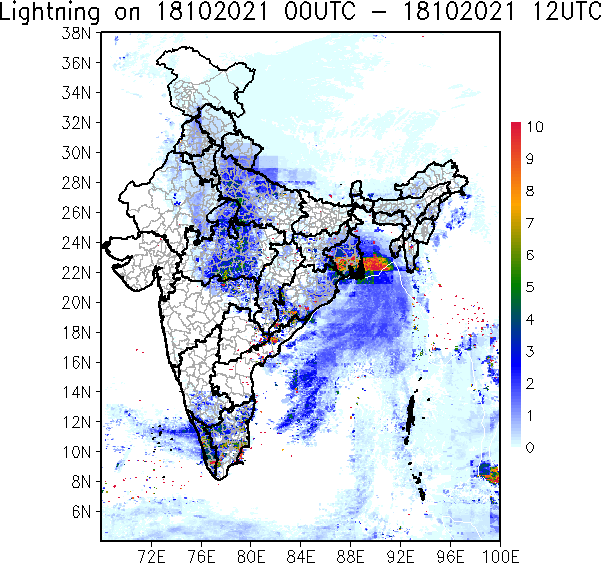 Lightning on 18102021 00UTC – 18102021 12UTC
38N
36N
34N
32N
30N
28N
26N
24N
22N
20N
18N
16N
14N
12N
10N
8N
6N
72E 76E 80E 84E 88E 92E 96E 100E
10
9
8
7
6
5
4
3
2
1
0